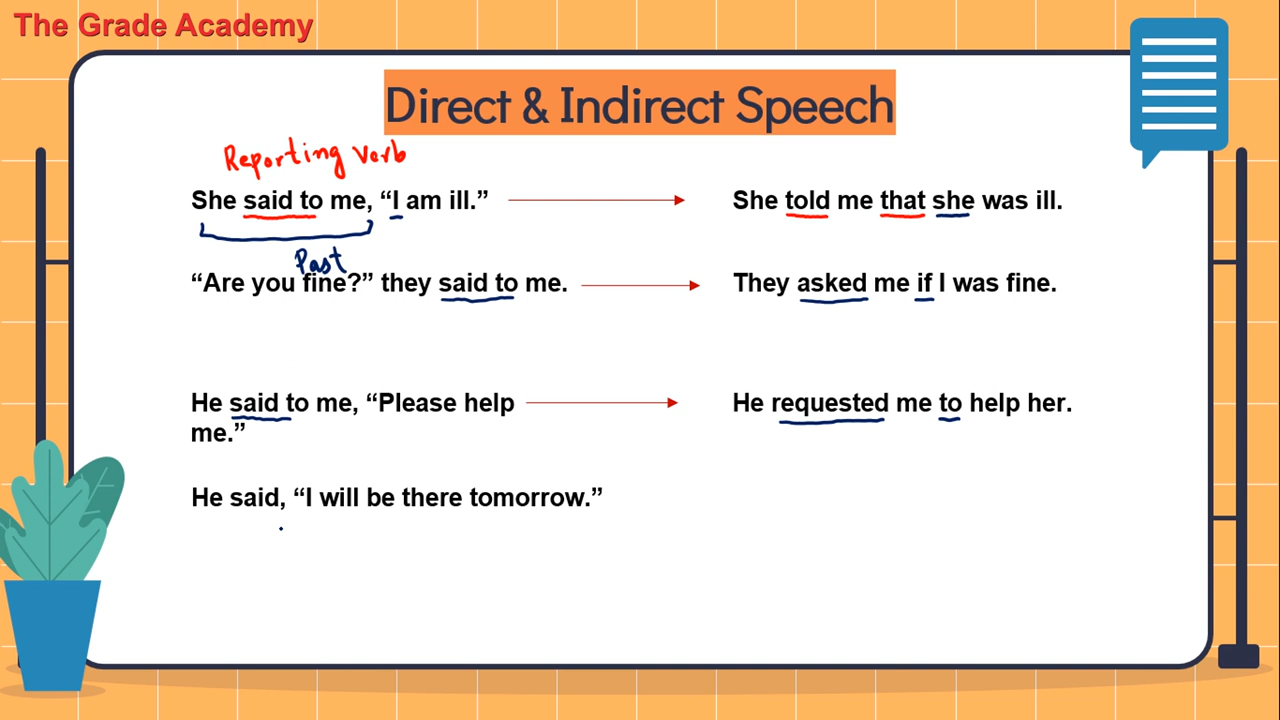 The Grade Academy
Direct & Indirect Speech
Reporting verb
She said to me, “I am ill.”
She told me that she was ill.
Past
“Are you fine?” they said to me.
They asked me if I was fine.
He said to me, “Please help
me.”
He requested me to help her.
He said, “I will be there tomorrow.”